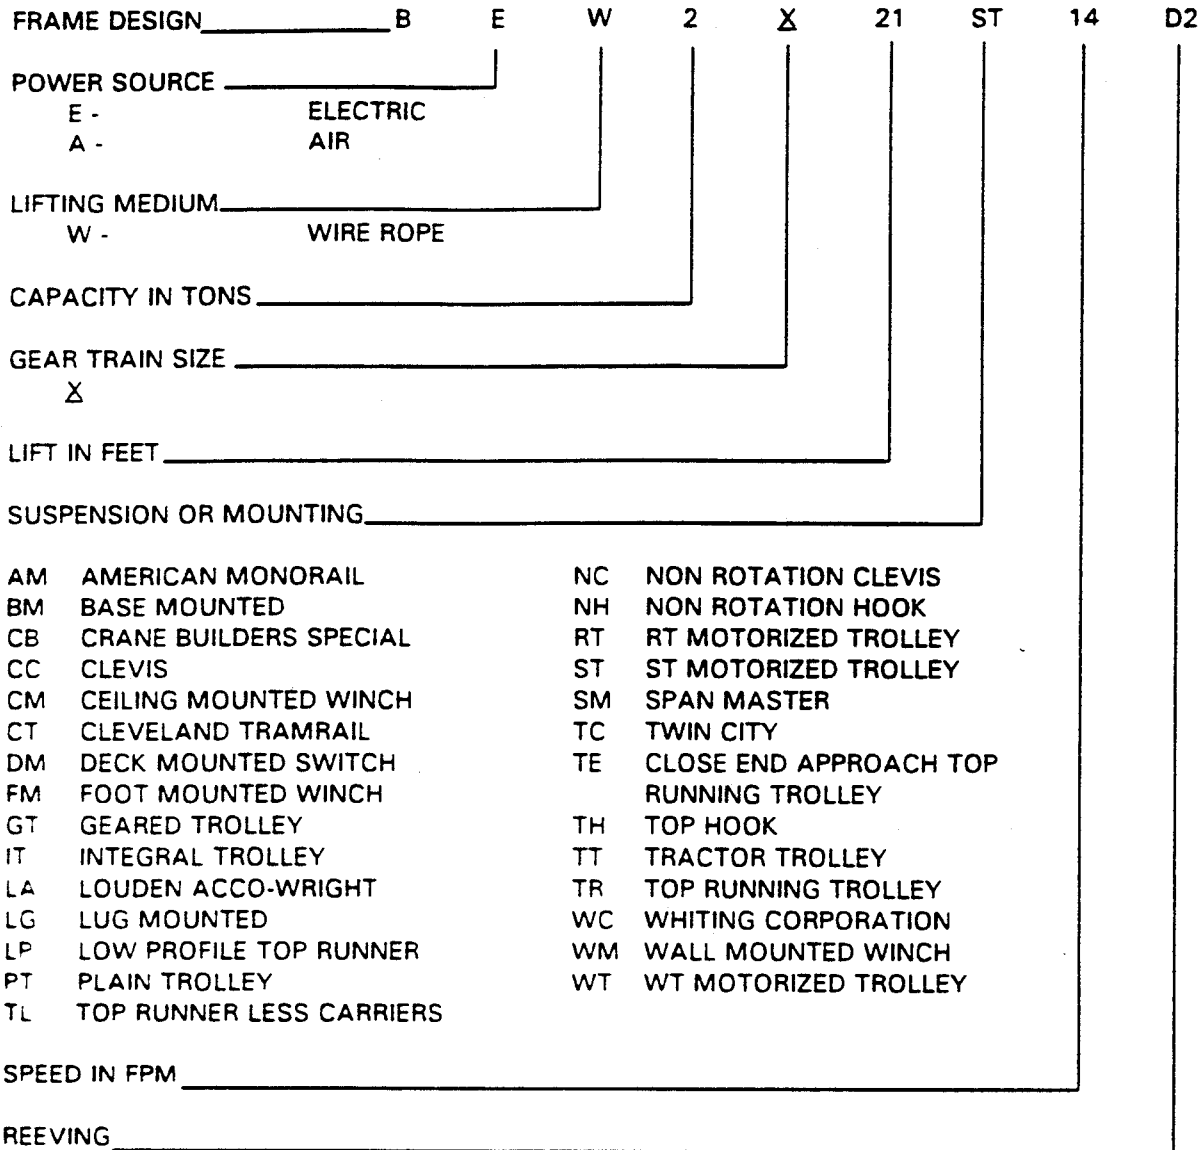 FRAME DESIGN B E W 2 X 21 ST 14 D2
POWER SOURCE
E - ELECTRIC
A - AIR
LIFTING MEDIUM
W - WIRE ROPE
CAPACITY IN TONS
GEAR TRAIN SIZE
X
LIFT IN FEET
SUSPENSION OR MOUNTING
AM AMERICAN MONORAIL
BM BASE MOUNTED
CB CRANE BUILDERS SPECIAL
CC CLEVIS
CM CEILING MOUNTED WINCH
CT CLEVELAND TRAMRAIL
DM DECK MOUNTED SWITCH
FM FOOT MOUNTED WINCH
GT GEARED TROLLEY
IT INTEGRAL TROLLEY
LA LOUDEN ACCO-WRIGHT
LG LUG MOUNTED
LP LOW PROFILE TOP RUNNER
PT PLAIN TROLLEY
TL TOP RUNNER LESS CARRIERS
NC NON ROTATION CLEVIS
NH NON ROTATION HOOK
RT RT MOTORIZED TROLLEY
ST ST MOTORIZED TROLLEY
SM SPAN MASTER
TC TWIN CITY
TE CLOSE END APPROACH TOP
RUNNING TROLLEY
TH TOP HOOK
TT TRACTOR TROLLEY
TR TOP RUNNING TROLLEY
WC WHITING CORPORATION
WM WALL MOUNTED WINCH
WT WT MOTORIZED TROLLEY
SPEED IN FPM
REEVING